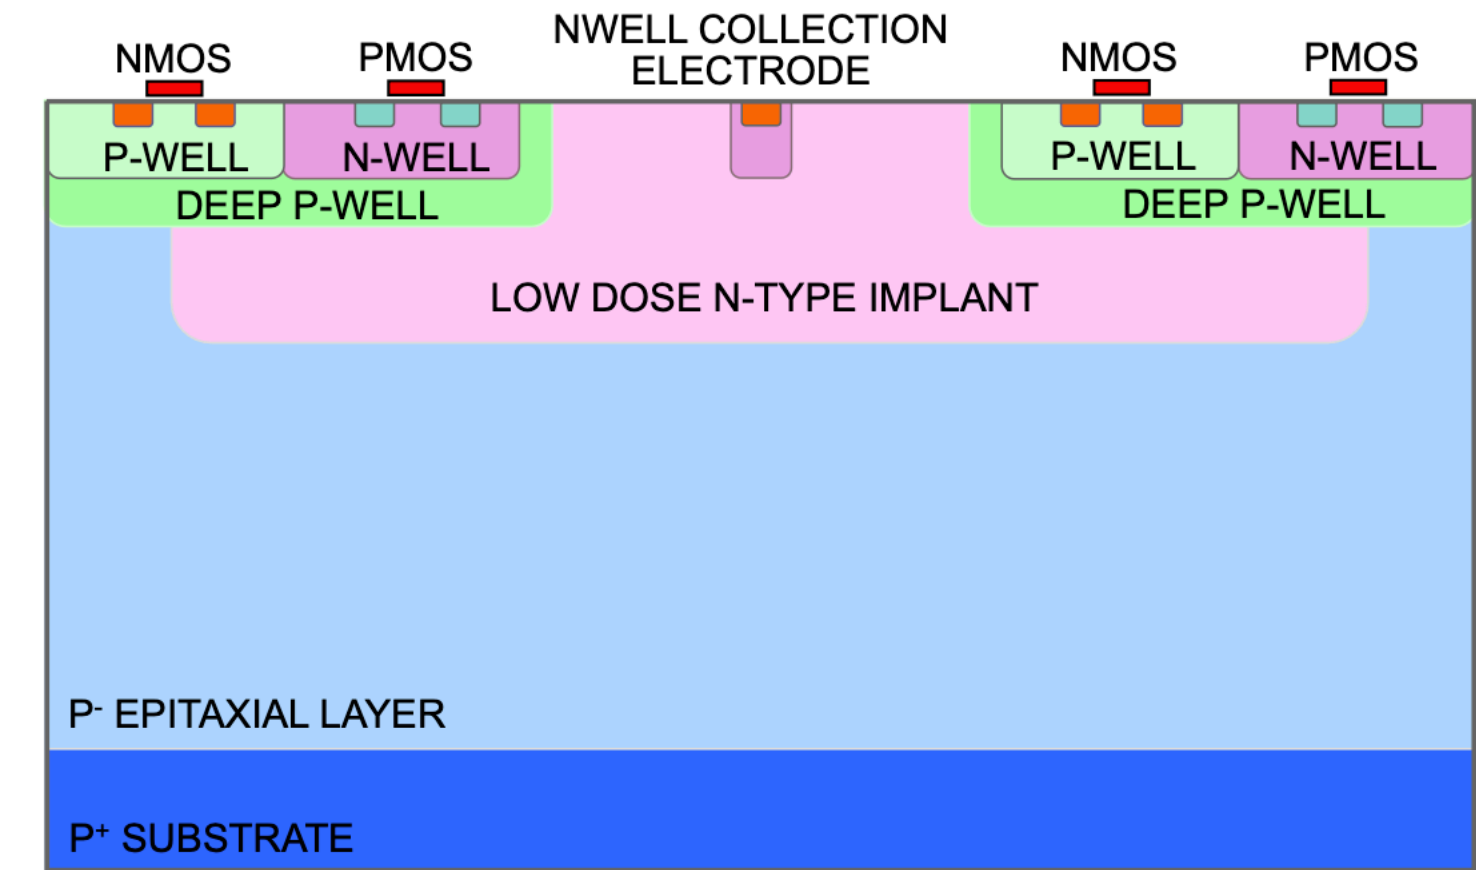 NWELL COLLECTION
ELECTRODE
NMOS
PMOS
NMOS
PMOS
P-WELL
N-WELL
P-WELL
N-WELL
DEEP P-WELL
DEEP P-WELL
LOW DOSE N-TYPE IMPLANT
P⁻ EPITAXIAL LAYER
P⁺ SUBSTRATE